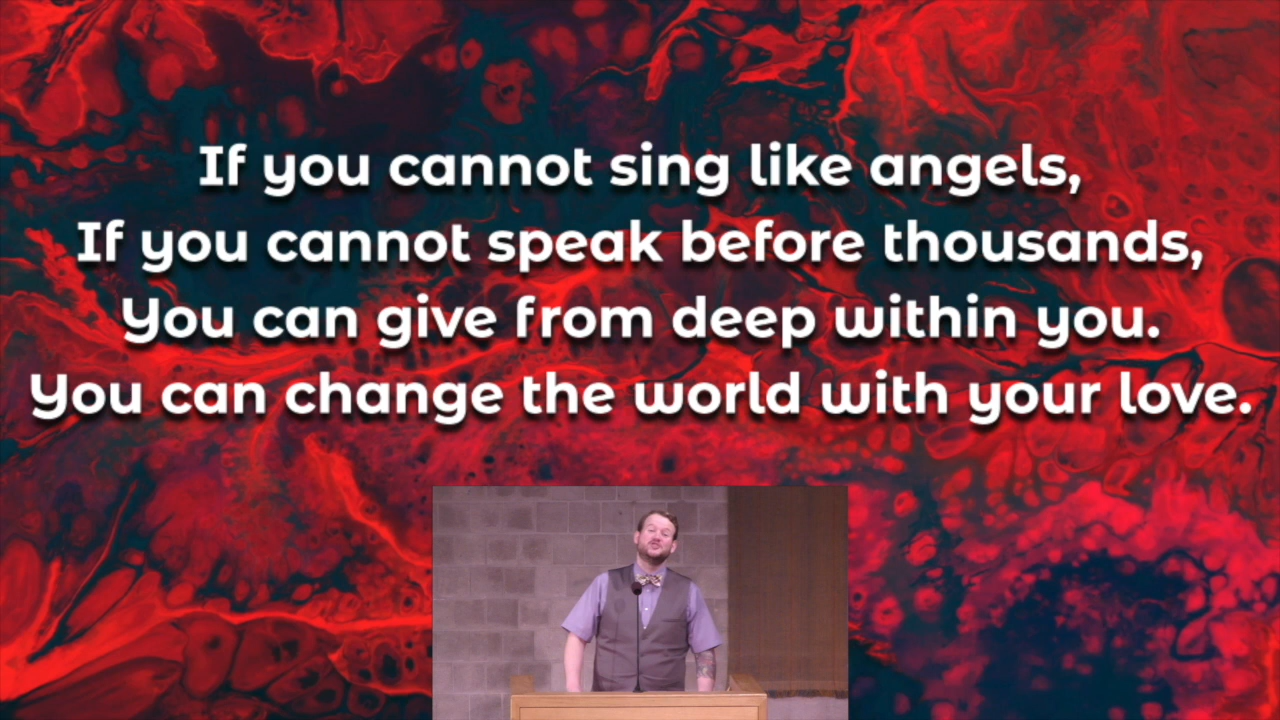 If you cannot sing like angels,
If you cannot speak before thousands,
You can give from deep within you.
You can change the world with your love.